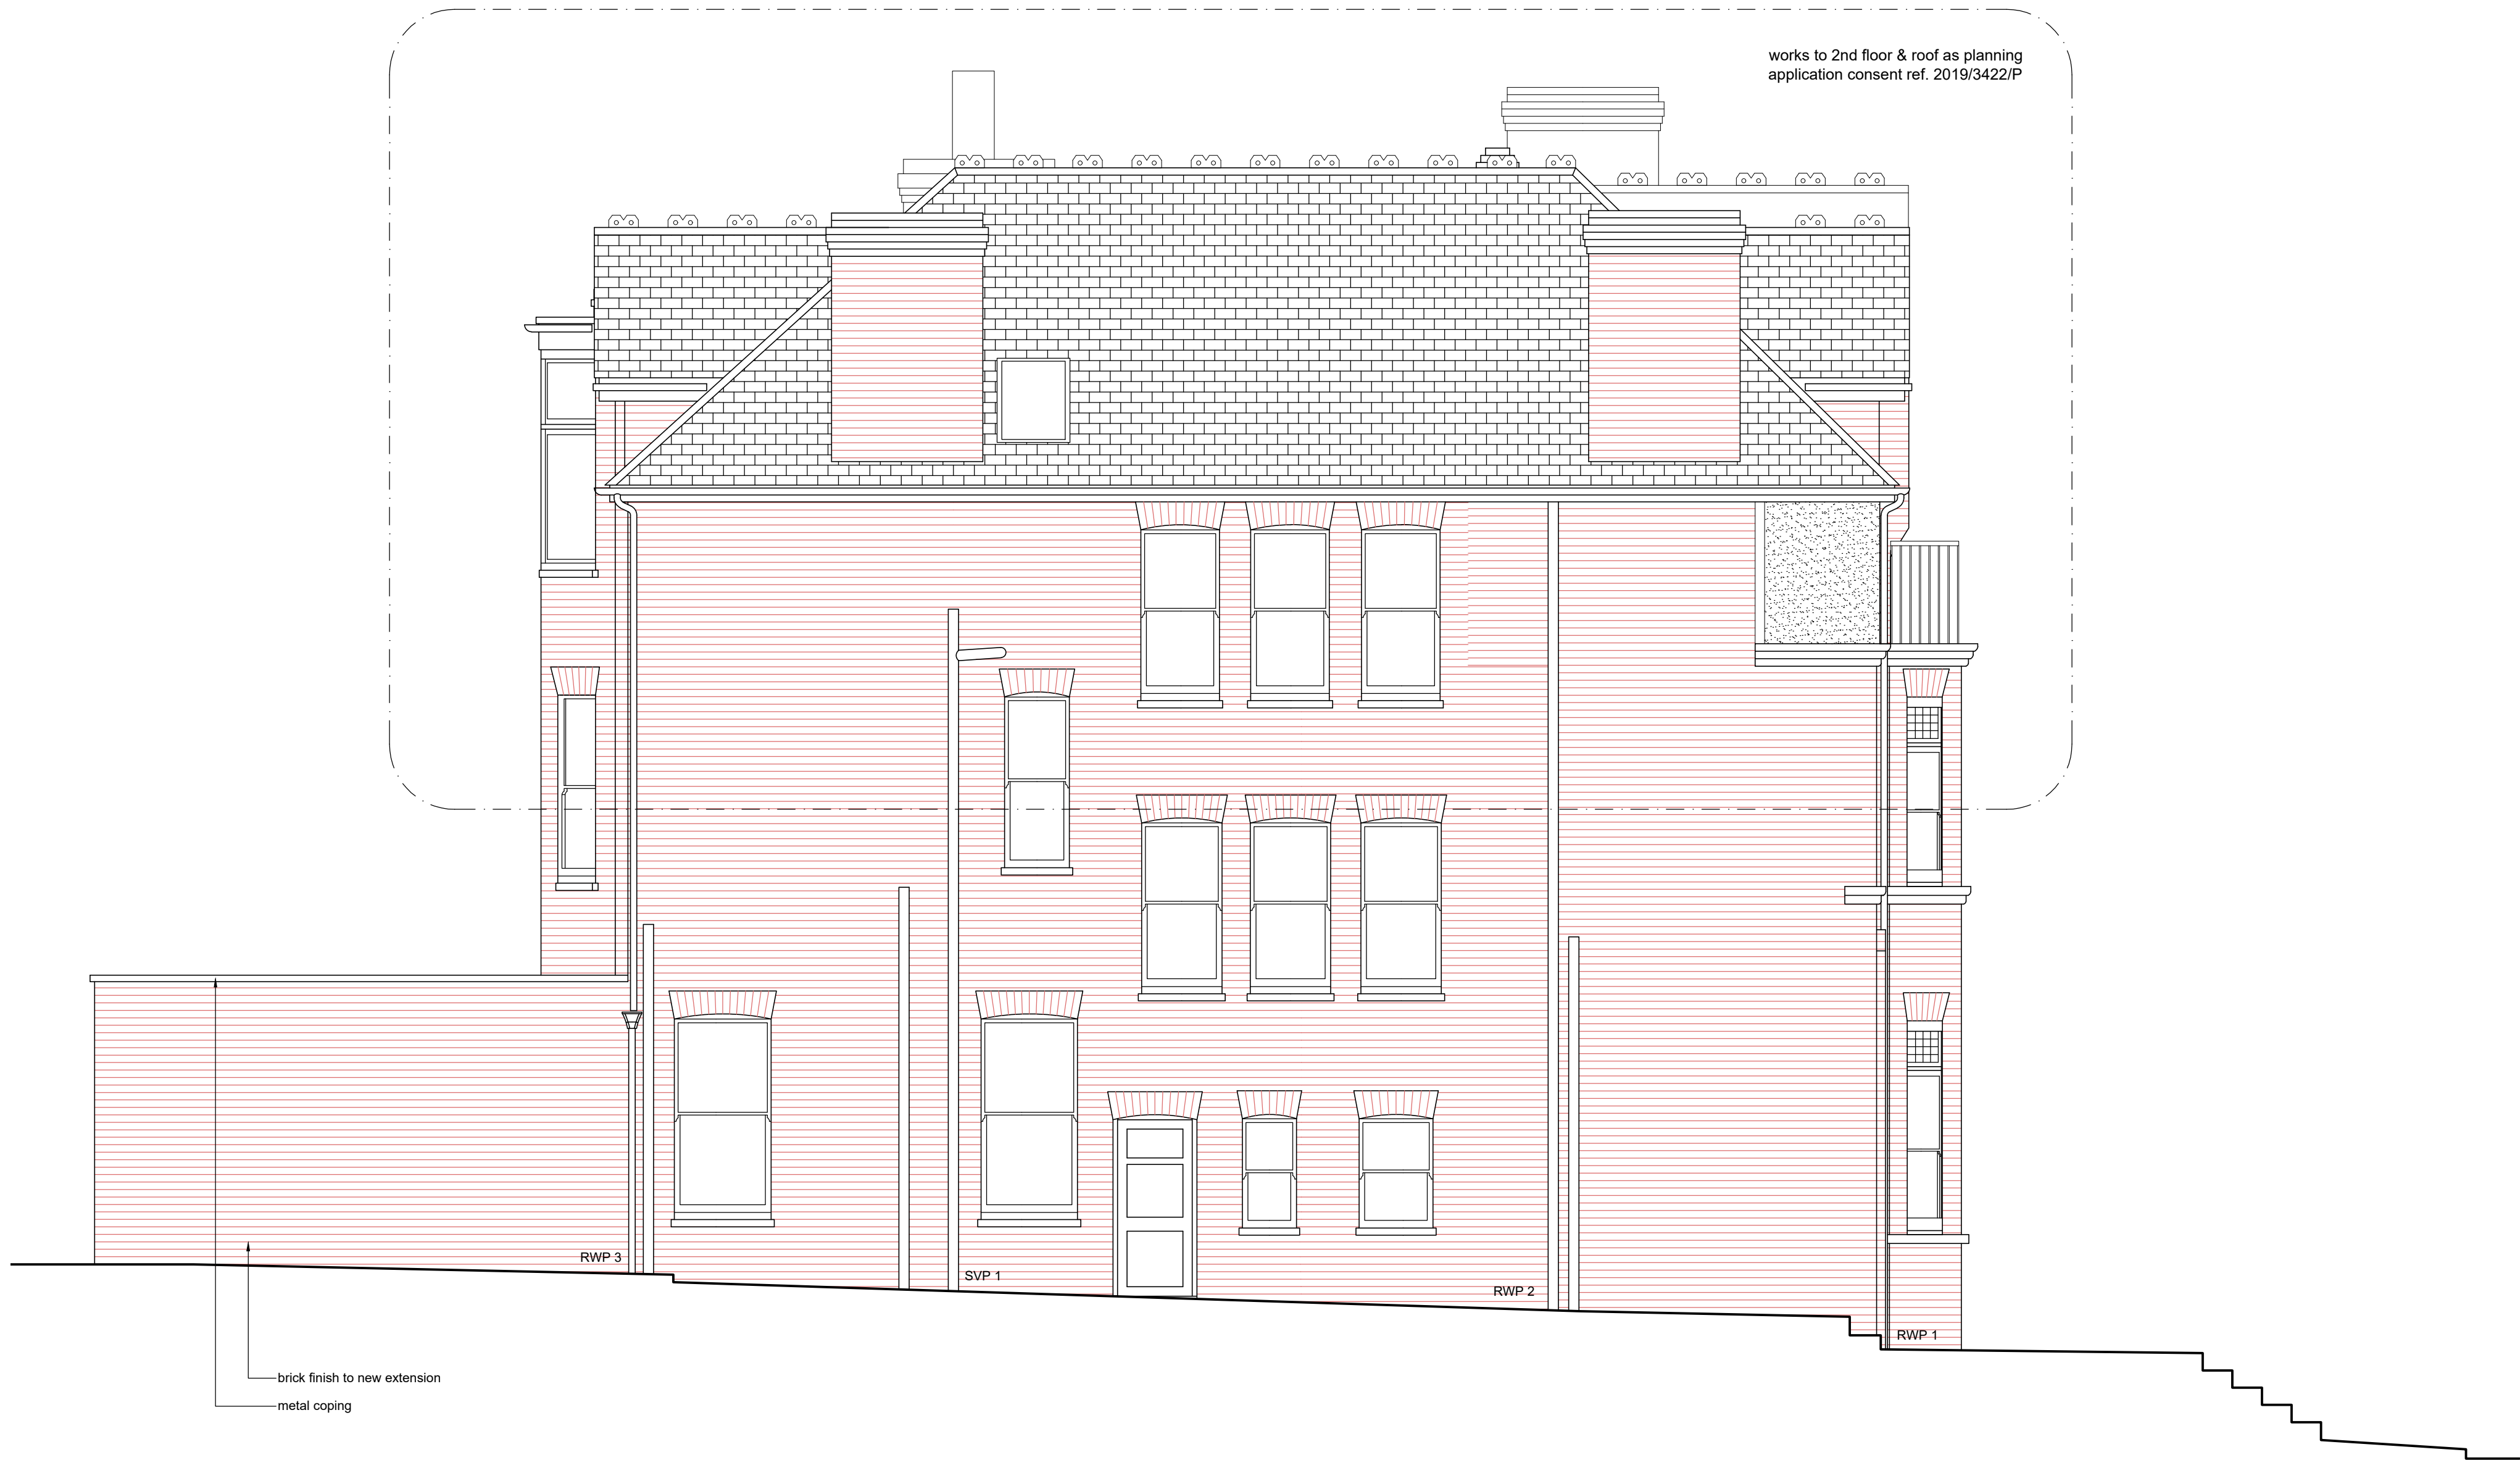 works to 2nd floor & roof as planning
application consent ref. 2019/3422/P
RWP 3
SVP 1
RWP 2
RWP 1
brick finish to new extension
metal coping